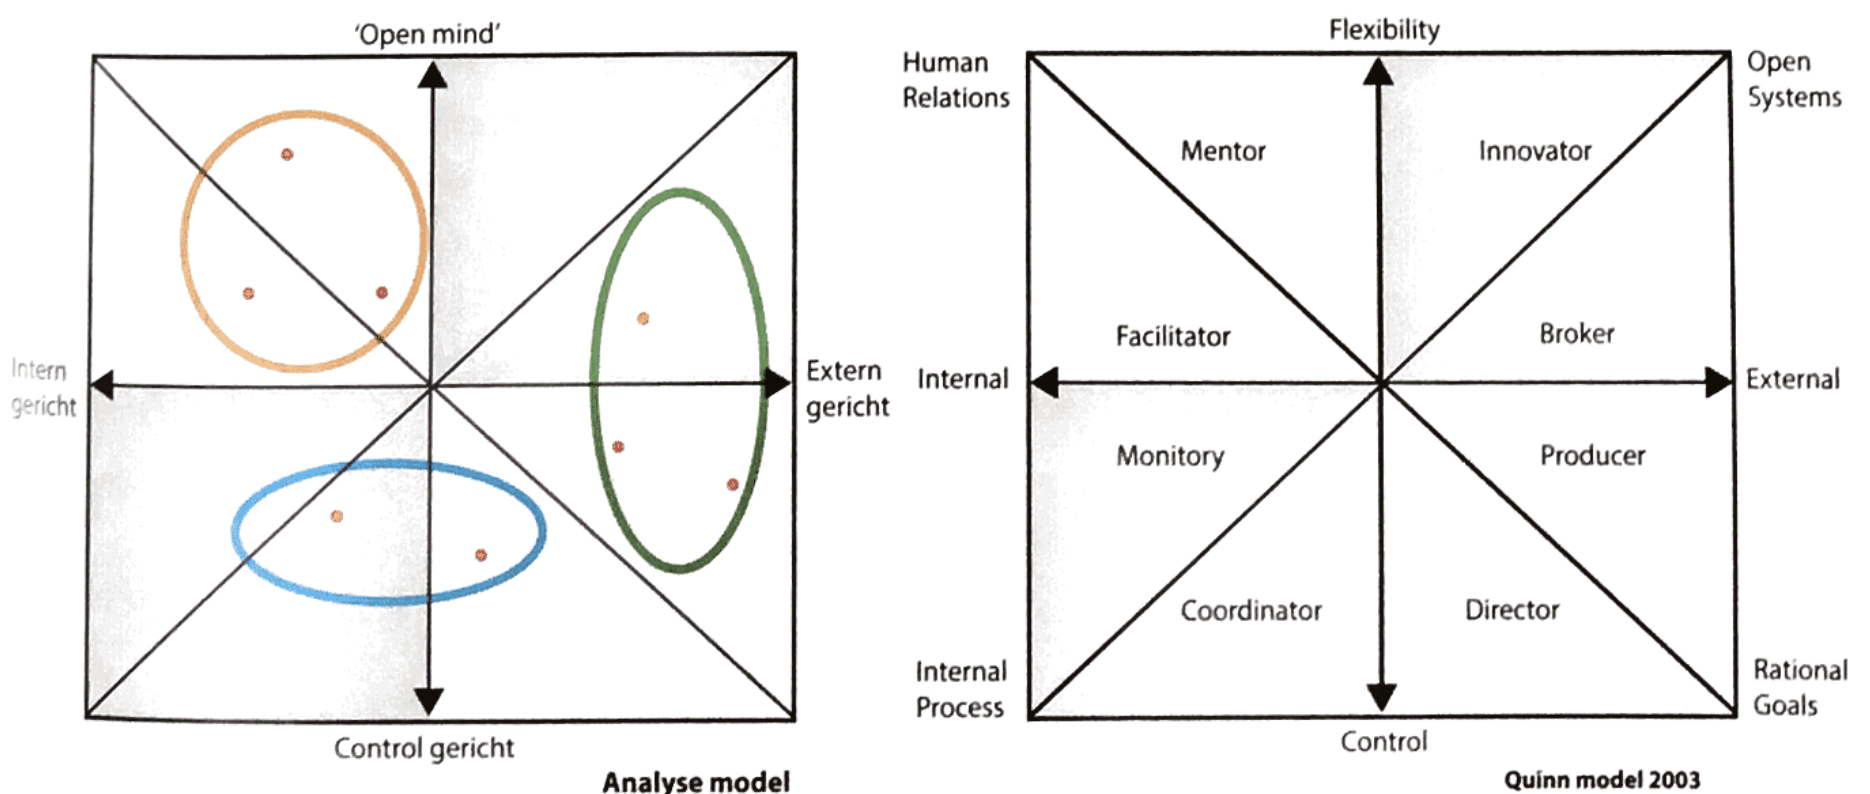 'Open mind'
Intern
gericht
Extern
gericht
Control gericht
Analyse model
Flexibility
Human
Relations
Open
Systems
Mentor
Innovator
Facilitator
Broker
Internal
External
Monitory
Producer
Coordinator
Director
Internal
Process
Rational
Goals
Control
Quinn model 2003